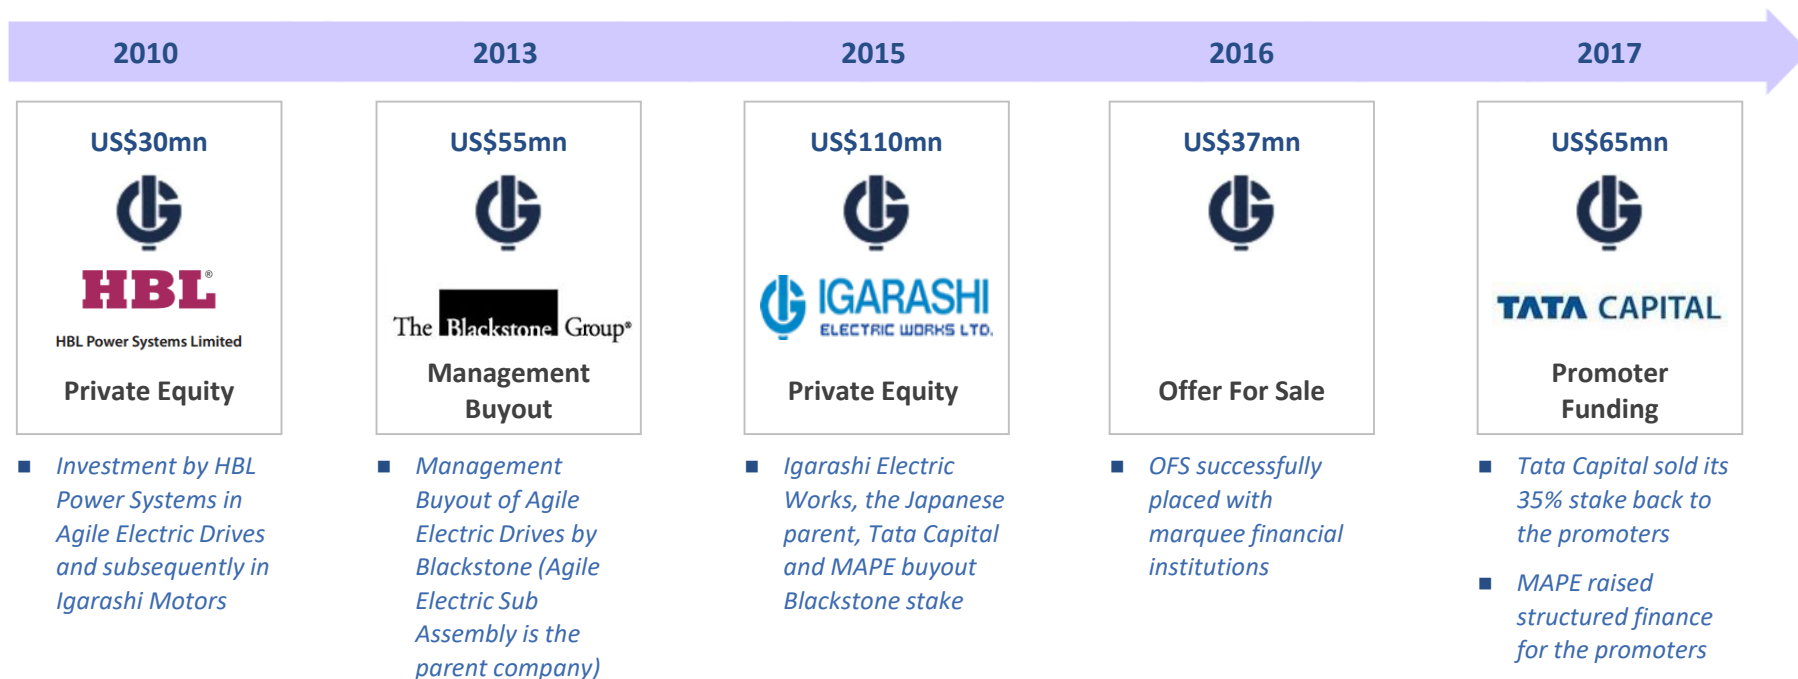 2010
2013
2015
2016
2017
US$30mn
HBL®
HBL Power Systems Limited
Private Equity
■ Investment by HBL
Power Systems in
Agile Electric Drives
and subsequently in
Igarashi Motors
US$55mn
The Blackstone Group®
Management
Buyout
■ Management
Buyout of Agile
Electric Drives by
Blackstone (Agile
Electric Sub
Assembly is the
parent company)
US$110mn
IGARASHI
ELECTRIC WORKS LTD.
Private Equity
■ Igarashi Electric
Works, the Japanese
parent, Tata Capital
and MAPE buyout
Blackstone stake
US$37mn
Offer For Sale
■ OFS successfully
placed with
marquee financial
institutions
US$65mn
TATA CAPITAL
Promoter
Funding
■ Tata Capital sold its
35% stake back to
the promoters
■ MAPE raised
structured finance
for the promoters